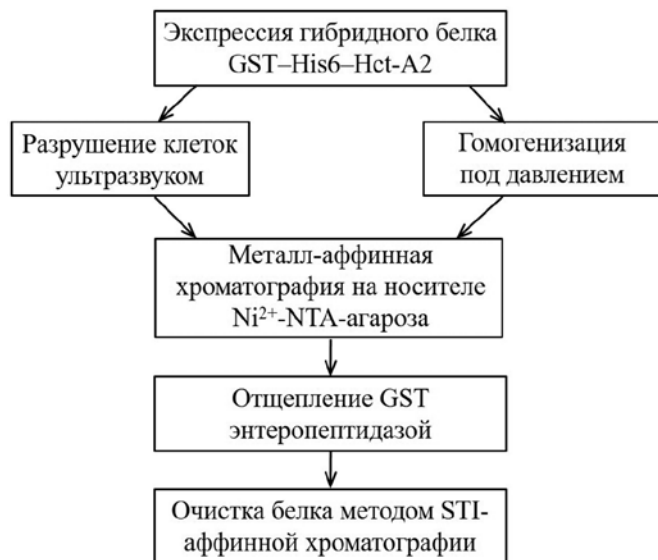 Экспрессия гибридного белка
GST–His6–Hct-A2
Разрушение клеток
ультразвуком
Гомогенизация
под давлением
Металл-аффинная
хроматография на носителе
Ni²⁺-NTA-агароза
Отщепление GST
энтеропептидазой
Очистка белка методом STI-
аффинной хроматографии